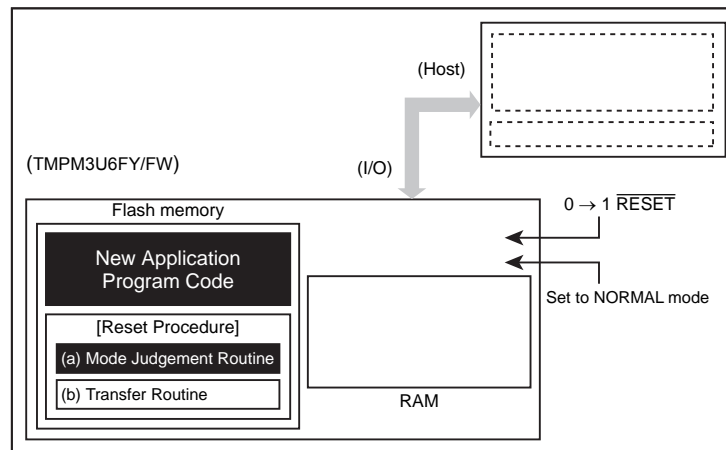 (Host)
(TMPM3U6FY/FW)
(I/O)
Flash memory
0 → 1 R̅E̅S̅E̅T̅
New Application
Program Code
Set to NORMAL mode
[Reset Procedure]
(a) Mode Judgement Routine
(b) Transfer Routine
RAM